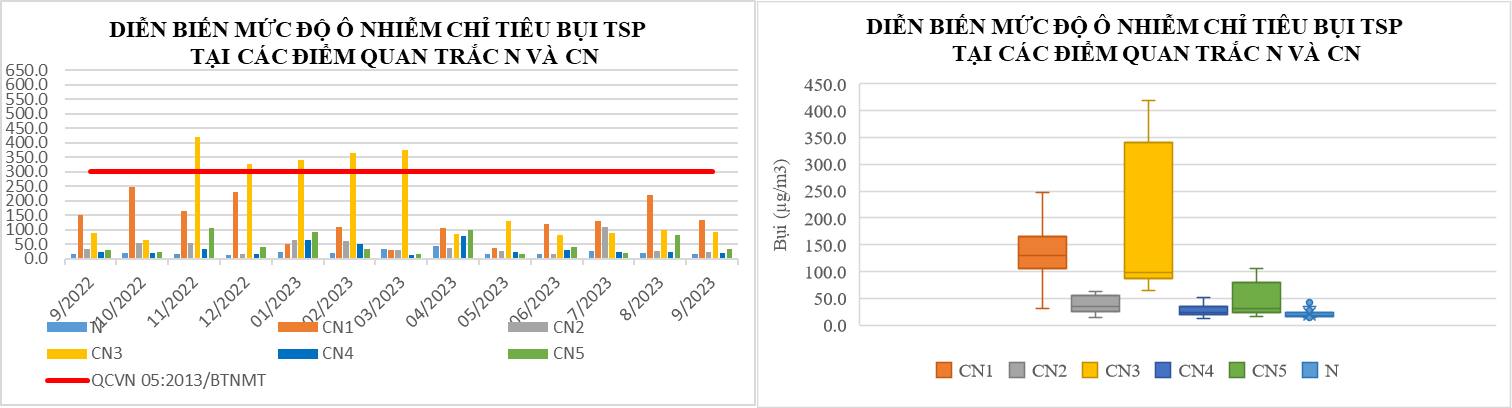 DIỄN BIẾN MỨC ĐỘ Ô NHIỄM CHỈ TIÊU BỤI TSP
TẠI CÁC ĐIỂM QUAN TRẮC N VÀ CN
650.0
600.0
550.0
500.0
450.0
400.0
350.0
300.0
250.0
200.0
150.0
100.0
50.0
0.0
9/2022
10/2022
11/2022
12/2022
01/2023
02/2023
03/2023
04/2023
05/2023
06/2023
07/2023
8/2023
9/2023
N
CN1
CN2
CN3
CN4
CN5
QCVN 05:2013/BTNMT
DIỄN BIẾN MỨC ĐỘ Ô NHIỄM CHỈ TIÊU BỤI TSP
TẠI CÁC ĐIỂM QUAN TRẮC N VÀ CN
Bụi (µg/m3)
450.0
400.0
350.0
300.0
250.0
200.0
150.0
100.0
50.0
0.0
CN1 CN2 CN3 CN4 CN5 N